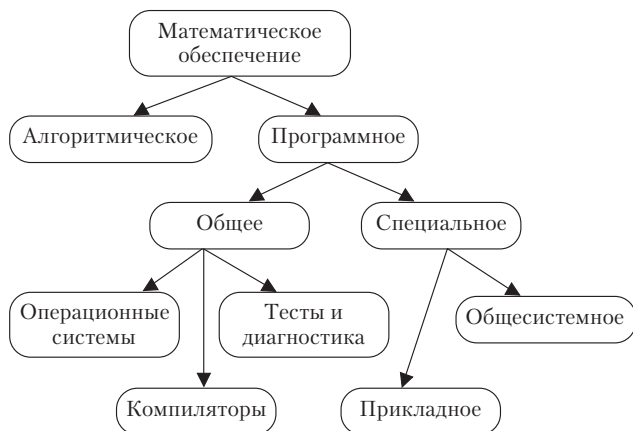 Математическое
обеспечение
Алгоритмическое
Программное
Общее
Специальное
Операционные
системы
Тесты и
диагностика
Общесистемное
Компиляторы
Прикладное